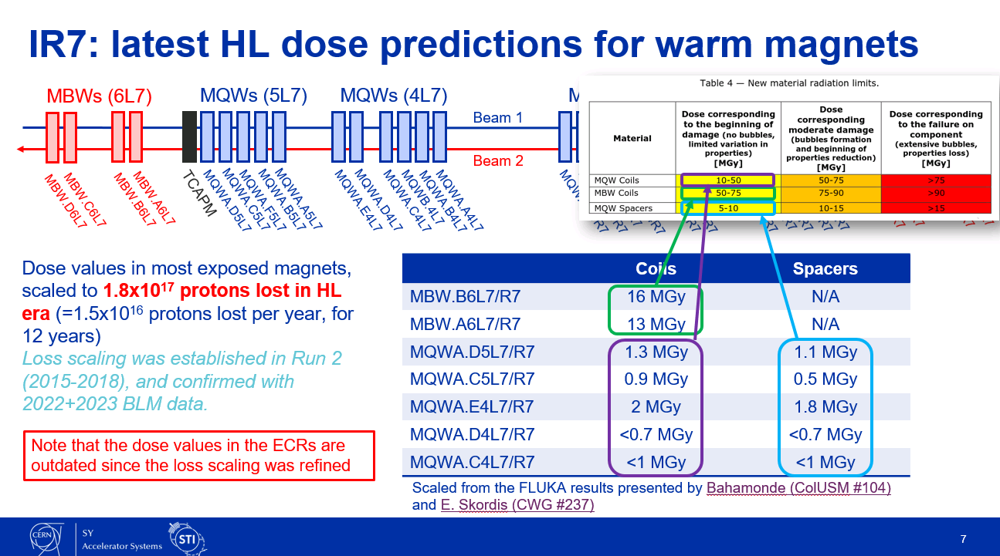 IR7: latest HL dose predictions for warm magnets
MBWs (6L7)
MQWs (5L7)
MQWs (4L7)
M
Beam 1
Beam 2
MBW.D6L7
MBW.C6L7
MBW.B6L7
MBW.A6L7
TCAPM
MQWA.D5L7
MQWA.C5L7
MQWA.F5L7
MQWA.B5L7
MQWA.A5L7
MQWA.E4L7
MQWA.D4L7
MQWA.C4L7
MQWB.4L7
MQWA.B4L7
MQWA.A4L7
Table 4 — New material radiation limits.
Material
Dose corresponding
to the beginning of
damage (no bubbles,
limited variation in
properties)
[MGy]
Dose
corresponding
moderate damage
(bubbles formation
and beginning of
properties reduction)
[MGy]
Dose corresponding
to the failure on
component
(extensive bubbles,
properties loss)
[MGy]
MQW Coils 10-50 50-75 >75
MBW Coils 50-75 75-90 >90
MQW Spacers 5-10 10-15 >15
Dose values in most exposed magnets,
scaled to 1.8x10¹⁷ protons lost in HL
era (=1.5x10¹⁶ protons lost per year, for
12 years)
Loss scaling was established in Run 2
(2015-2018), and confirmed with
2022+2023 BLM data.
Note that the dose values in the ECRs are
outdated since the loss scaling was refined
Coils Spacers
MBW.B6L7/R7 16 MGy N/A
MBW.A6L7/R7 13 MGy N/A
MQWA.D5L7/R7 1.3 MGy 1.1 MGy
MQWA.C5L7/R7 0.9 MGy 0.5 MGy
MQWA.E4L7/R7 2 MGy 1.8 MGy
MQWA.D4L7/R7 <0.7 MGy <0.7 MGy
MQWA.C4L7/R7 <1 MGy <1 MGy
Scaled from the FLUKA results presented by Bahamonde (ColUSM #104)
and E. Skordis (CWG #237)
CERN
SY
Accelerator Systems
STI
7